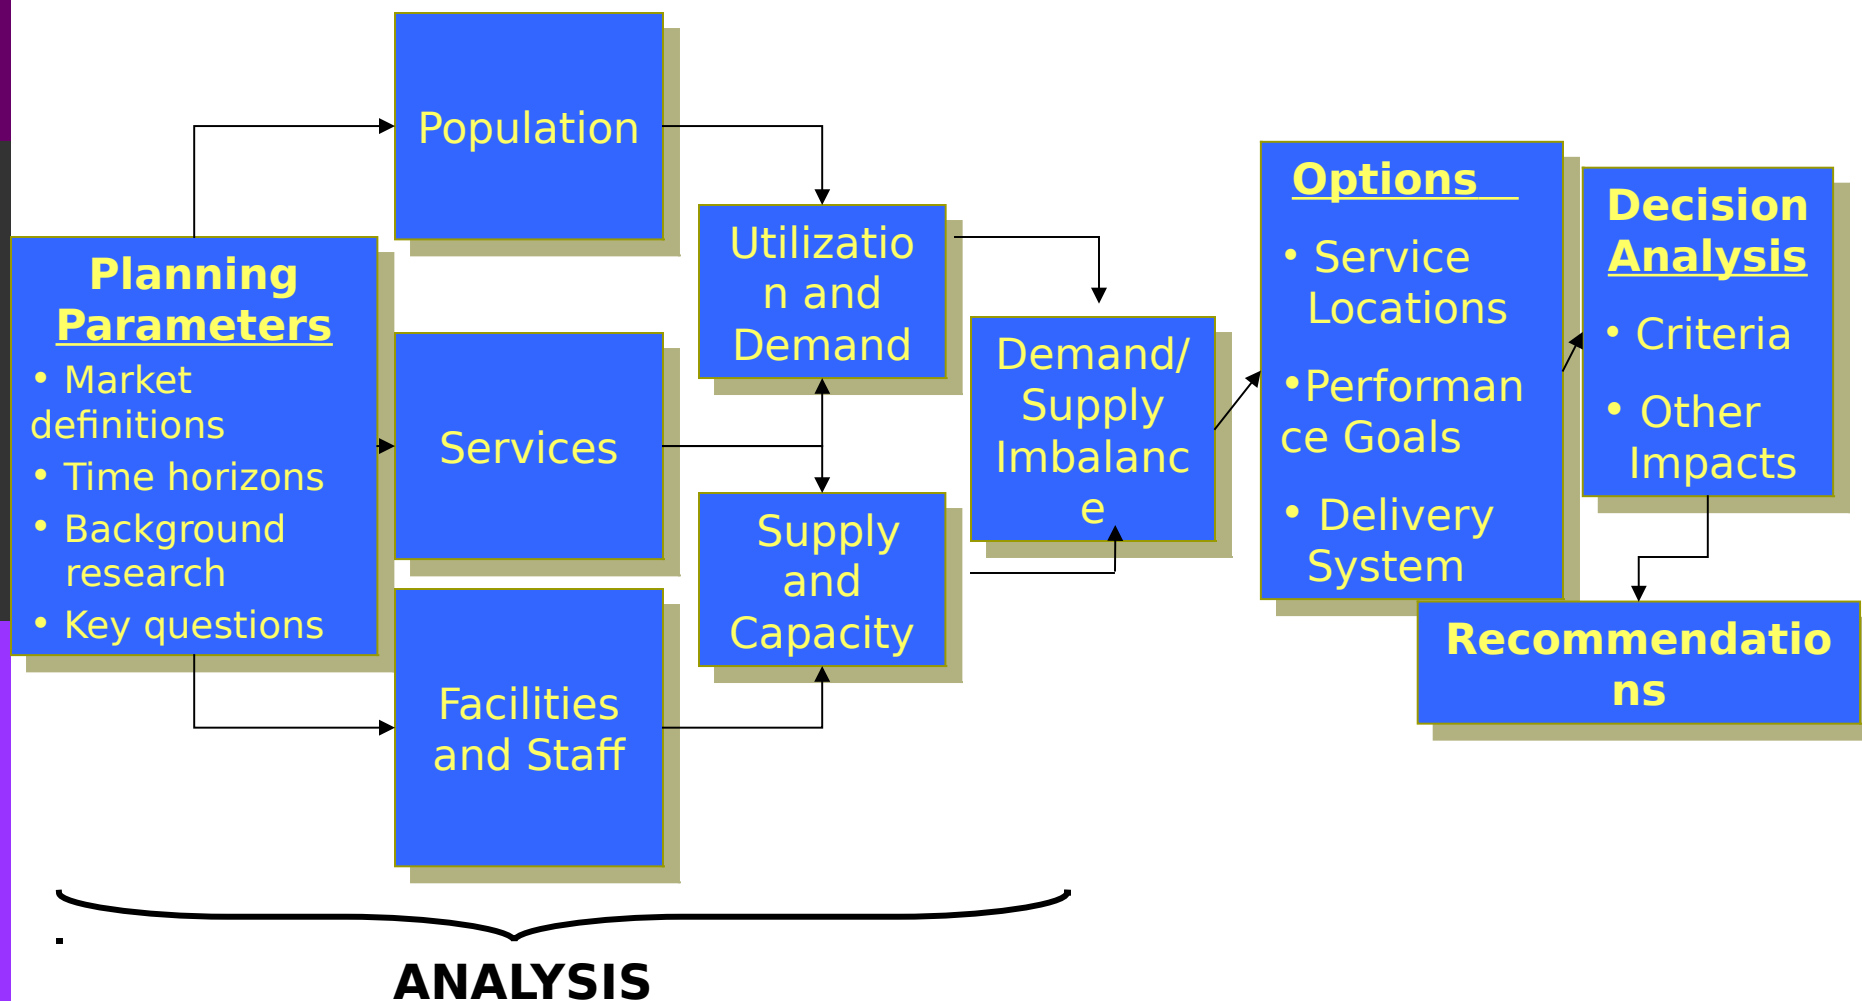 Population
Planning
Parameters
• Market
definitions
• Time horizons
• Background
research
• Key questions
Services
Facilities
and Staff
Utilizatio
n and
Demand
Supply
and
Capacity
Demand/
Supply
Imbalanc
e
Options
• Service
Locations
•Performan
ce Goals
• Delivery
System
Decision
Analysis
• Criteria
• Other
Impacts
Recommendatio
ns
ANALYSIS